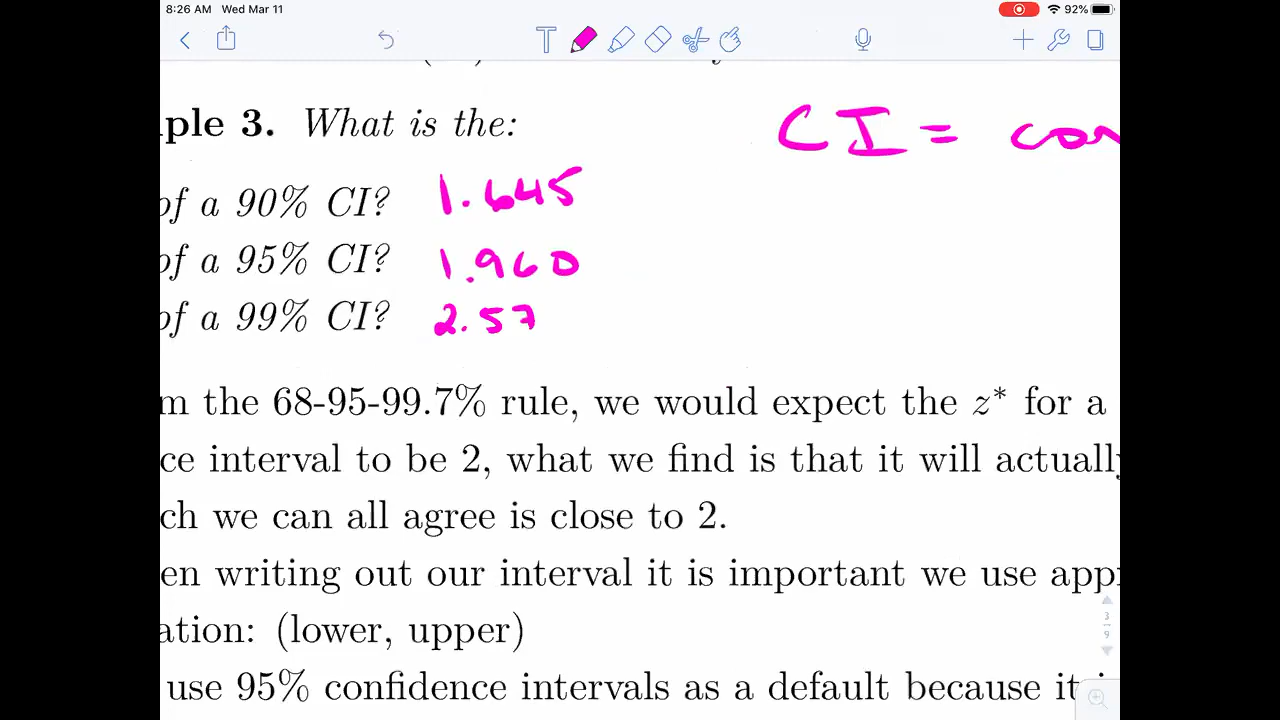 8:26 AM Wed Mar 11
92%
ple 3. What is the:
CI =
of a 90% CI? 1.645
of a 95% CI? 1.960
of a 99% CI? 2.57
m the 68-95-99.7% rule, we would expect the z* for a
ce interval to be 2, what we find is that it will actually
ch we can all agree is close to 2.
en writing out our interval it is important we use app
ation: (lower, upper)
use 95% confidence intervals as a default because it
3
9